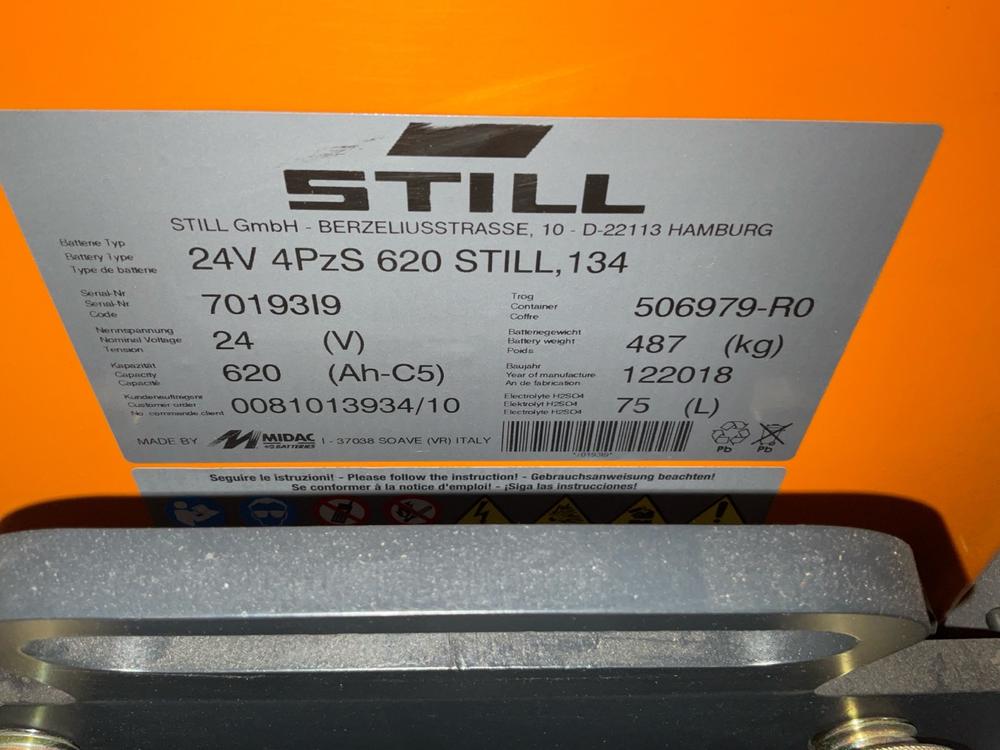 STILL
STILL GmbH - BERZELIUSSTRASSE, 10 - D-22113 HAMBURG
Batterie Typ
Battery Type
Type de batterie
24V 4PzS 620 STILL,134
Serial-Nr
Serial-Nr
Code
70193I9
Trog
Container
Coffre
506979-R0
Nennspannung
Nominal Voltage
Tension
24 (V)
Batteriegewicht
Battery weight
Poids
487 (kg)
Kapazität
Capacity
Capacité
620 (Ah-C5)
Baujahr
Year of manufacture
An de fabrication
122018
Kundenauftragsnr
Customer order
No. commande client
0081013934/10
Electrolyte H2SO4
Elektrolyt H2SO4
Electrolyte H2SO4
75 (L)
MADE BY MIDAC BATTERIES I - 37038 SOAVE (VR) ITALY
*70193I9*
Pb Pb
Seguire le istruzioni! - Please follow the instruction! - Gebrauchsanweisung beachten!
Se conformer à la notice d'emploi! - ¡Siga las instrucciones!